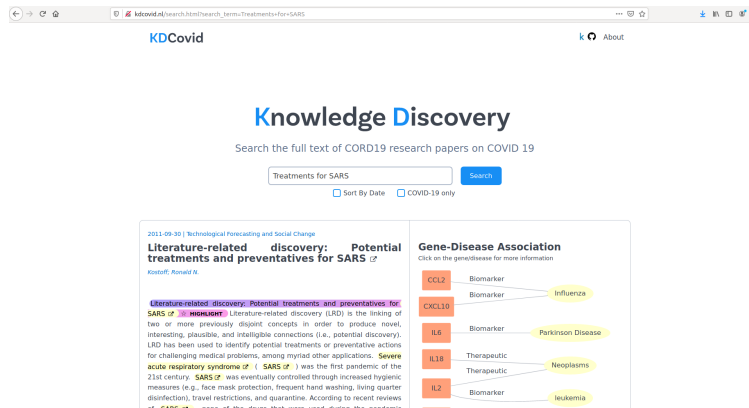 kdcovid.nl/search.html?search_term=Treatments+for+SARS
KDCovid
k About
Knowledge Discovery
Search the full text of CORD19 research papers on COVID 19
Treatments for SARS Search
Sort By Date COVID-19 only
2011-09-30 | Technological Forecasting and Social Change
Literature-related discovery: Potential
treatments and preventatives for SARS
Kostoff; Ronald N.
Literature-related discovery: Potential treatments and preventatives for
SARS HIGHLIGHT Literature-related discovery (LRD) is the linking of
two or more previously disjoint concepts in order to produce novel,
interesting, plausible, and intelligible connections (i.e., potential discovery).
LRD has been used to identify potential treatments or preventative actions
for challenging medical problems, among myriad other applications. Severe
acute respiratory syndrome ( SARS ) was the first pandemic of the
21st century. SARS was eventually controlled through increased hygienic
measures (e.g., face mask protection, frequent hand washing, living quarter
disinfection), travel restrictions, and quarantine. According to recent reviews
Gene-Disease Association
Click on the gene/disease for more information
CCL2 Biomarker
Biomarker Influenza
CXCL10
IL6 Biomarker Parkinson Disease
IL18 Therapeutic
Therapeutic Neoplasms
IL2
Biomarker leukemia